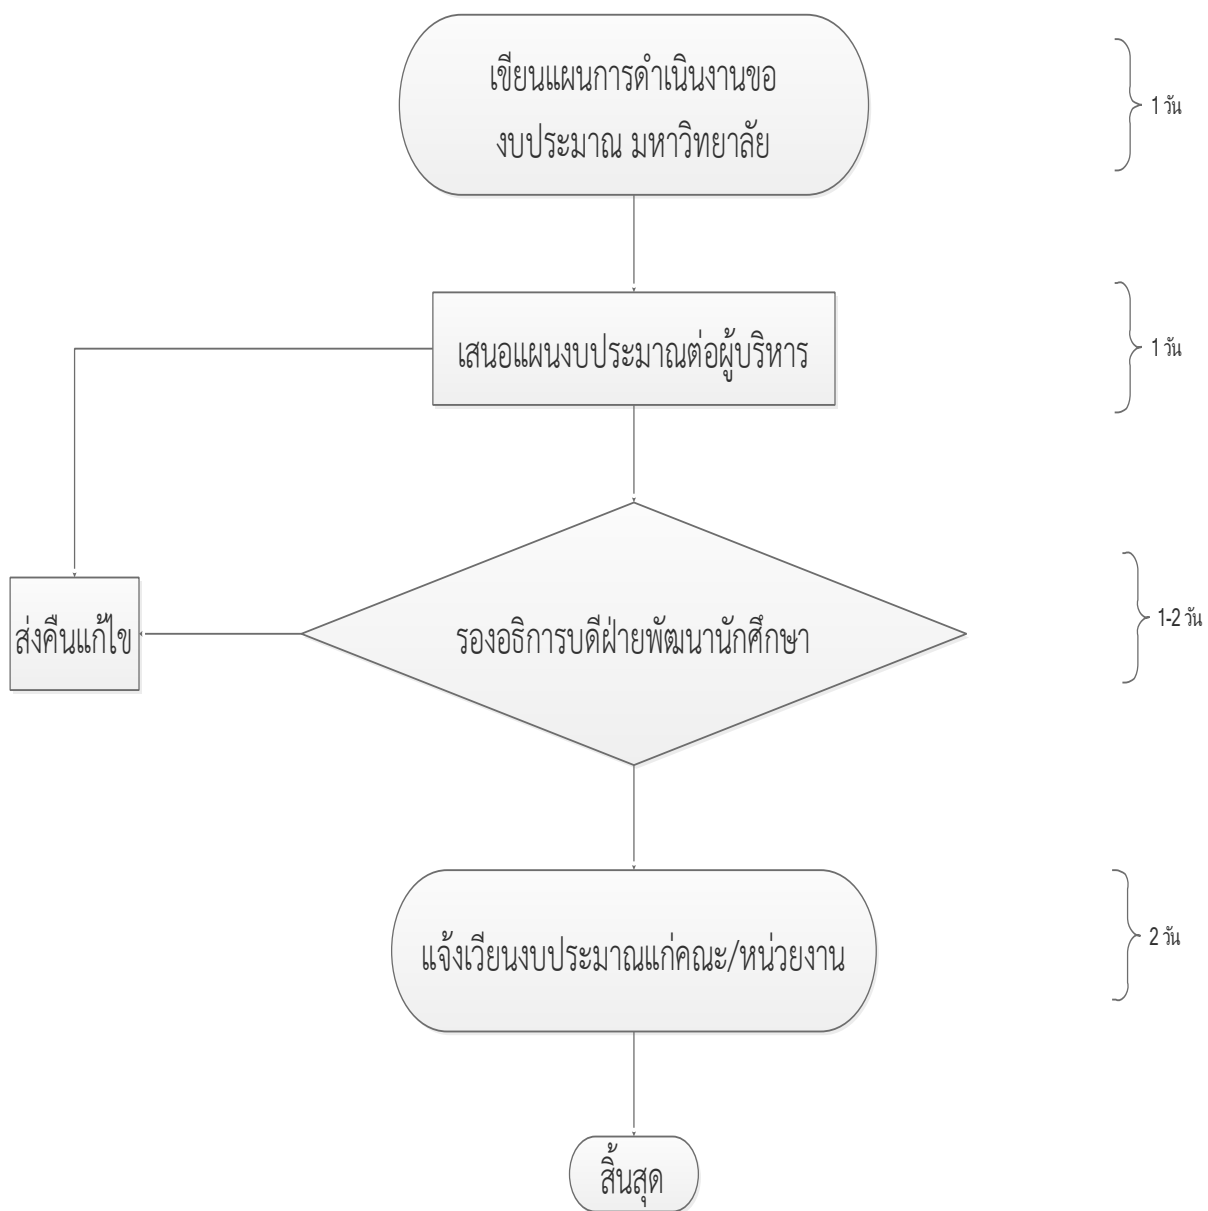 เขียนแผนการดำเนินงานขอ
งบประมาณ มหาวิทยาลัย
1 วัน
เสนอแผนงบประมาณต่อผู้บริหาร
1 วัน
ส่งคืนแก้ไข
รองอธิการบดีฝ่ายพัฒนานักศึกษา
1-2 วัน
แจ้งเวียนงบประมาณแก่คณะ/หน่วยงาน
2 วัน
สิ้นสุด